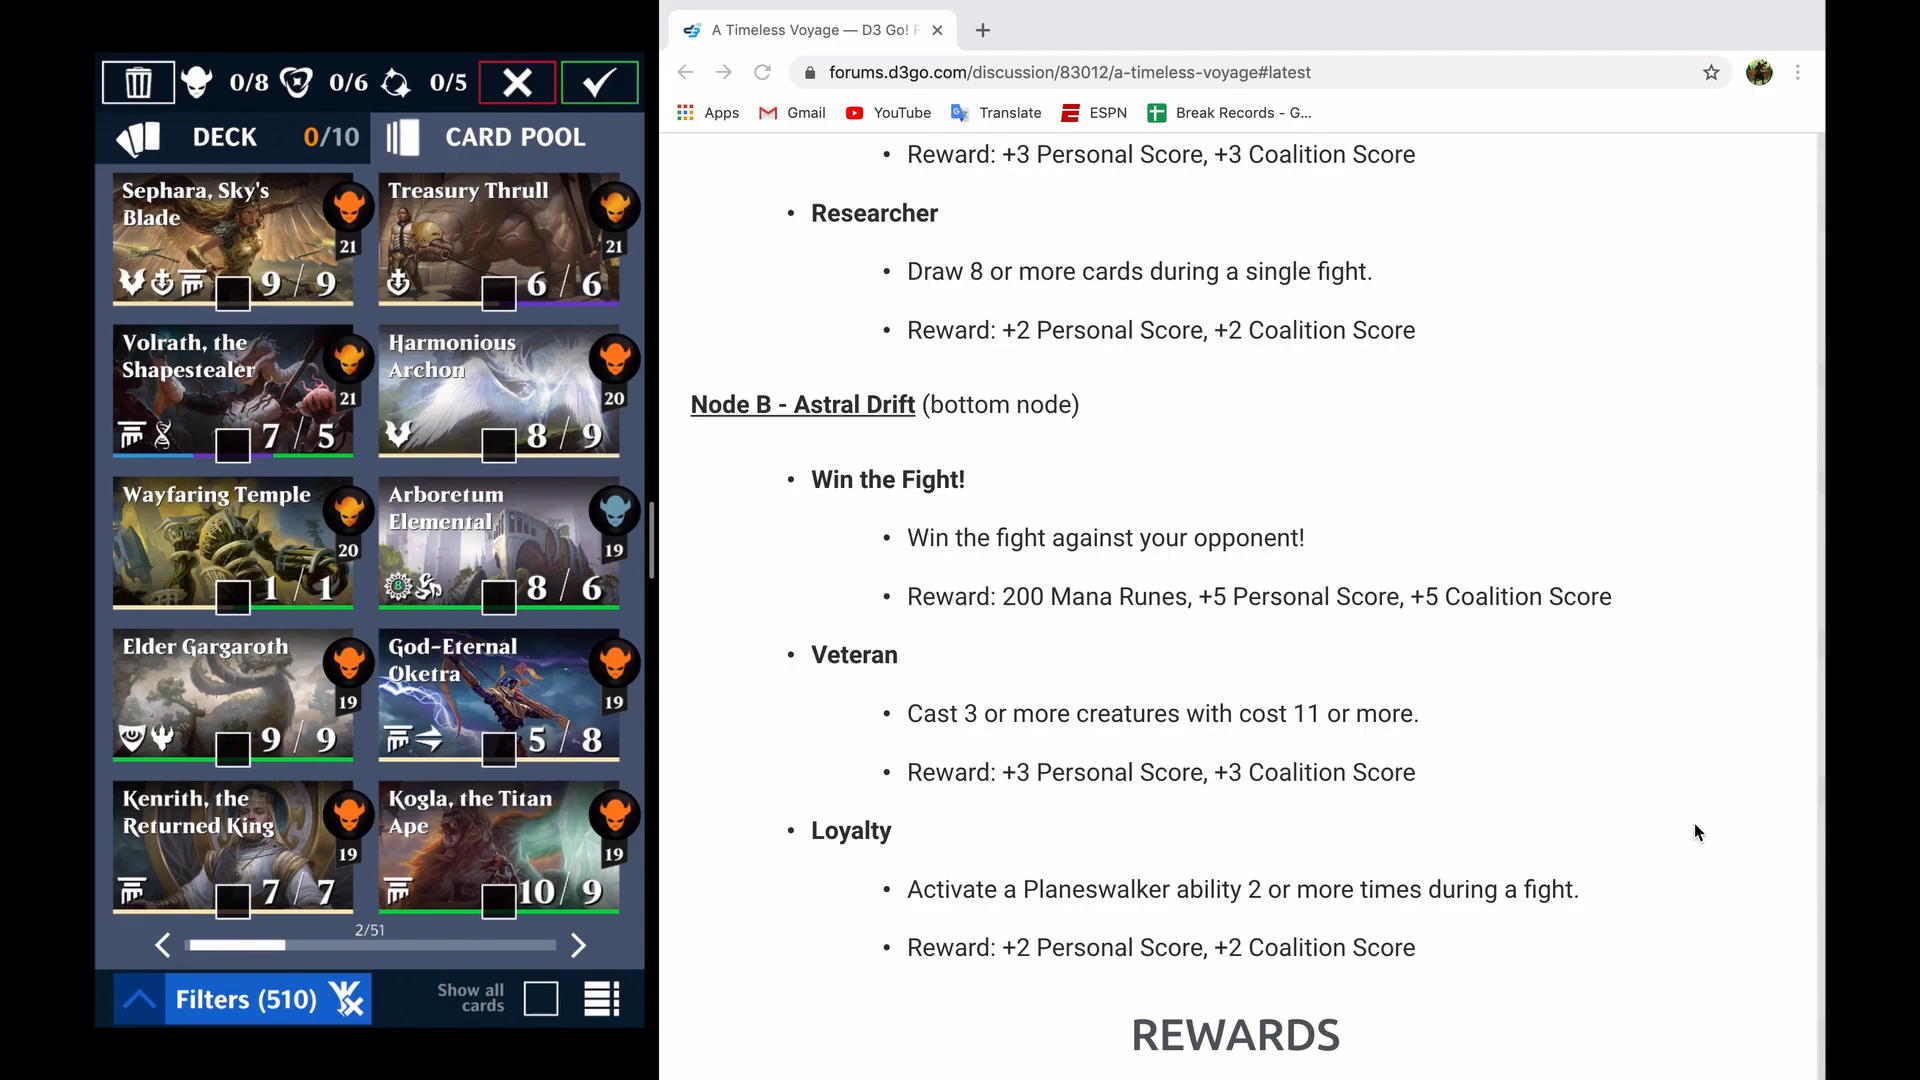 0/8
0/6
0/5
DECK 0/10
CARD POOL
Sephara, Sky's
Blade
21
9 / 9
Treasury Thrull
21
6 / 6
Volrath, the
Shapestealer
21
7 / 5
Harmonious
Archon
20
8 / 9
Wayfaring Temple
20
1 / 1
Arboretum
Elemental
19
8
8 / 6
Elder Gargaroth
19
9 / 9
God-Eternal
Oketra
19
5 / 8
Kenrith, the
Returned King
19
7 / 7
Kogla, the Titan
Ape
19
10 / 9
2/51
Filters (510)
Show all
cards
A Timeless Voyage — D3 Go! F
forums.d3go.com/discussion/83012/a-timeless-voyage#latest
Apps
Gmail
YouTube
Translate
ESPN
Break Records - G...
• Reward: +3 Personal Score, +3 Coalition Score
• Researcher
• Draw 8 or more cards during a single fight.
• Reward: +2 Personal Score, +2 Coalition Score
Node B - Astral Drift (bottom node)
• Win the Fight!
• Win the fight against your opponent!
• Reward: 200 Mana Runes, +5 Personal Score, +5 Coalition Score
• Veteran
• Cast 3 or more creatures with cost 11 or more.
• Reward: +3 Personal Score, +3 Coalition Score
• Loyalty
• Activate a Planeswalker ability 2 or more times during a fight.
• Reward: +2 Personal Score, +2 Coalition Score
REWARDS